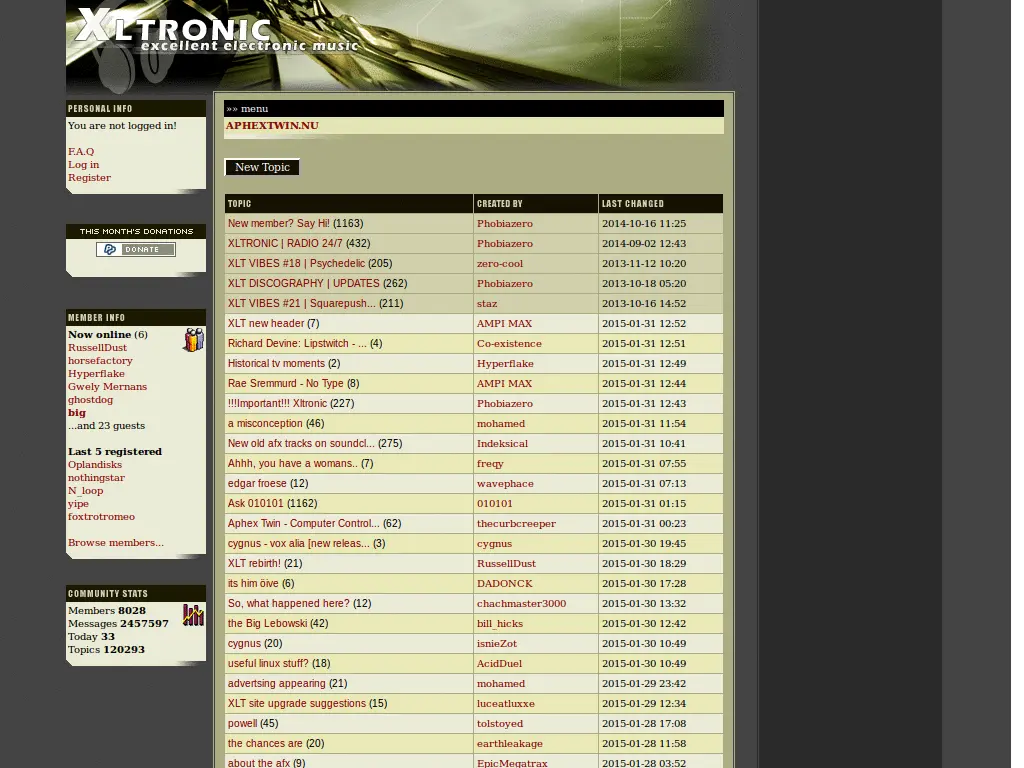 XLTRONIC
excellent electronic music
PERSONAL INFO
You are not logged in!
F.A.Q
Log in
Register
THIS MONTH'S DONATIONS
DONATE
MEMBER INFO
Now online (6)
RussellDust
horsefactory
Hyperflake
Gwely Mernans
ghostdog
big
...and 23 guests
Last 5 registered
Oplandisks
nothingstar
N_loop
yipe
foxtrotromeo
Browse members...
COMMUNITY STATS
Members 8028
Messages 2457597
Today 33
Topics 120293
»» menu
APHEXTWIN.NU
New Topic
TOPIC CREATED BY LAST CHANGED
New member? Say Hi! (1163) Phobiazero 2014-10-16 11:25
XLTRONIC | RADIO 24/7 (432) Phobiazero 2014-09-02 12:43
XLT VIBES #18 | Psychedelic (205) zero-cool 2013-11-12 10:20
XLT DISCOGRAPHY | UPDATES (262) Phobiazero 2013-10-18 05:20
XLT VIBES #21 | Squarepush... (211) staz 2013-10-16 14:52
XLT new header (7) AMPI MAX 2015-01-31 12:52
Richard Devine: Lipstwitch - ... (4) Co-existence 2015-01-31 12:51
Historical tv moments (2) Hyperflake 2015-01-31 12:49
Rae Sremmurd - No Type (8) AMPI MAX 2015-01-31 12:44
!!!Important!!! Xltronic (227) Phobiazero 2015-01-31 12:43
a misconception (46) mohamed 2015-01-31 11:54
New old afx tracks on soundcl... (275) Indeksical 2015-01-31 10:41
Ahhh, you have a womans.. (7) freqy 2015-01-31 07:55
edgar froese (12) wavephace 2015-01-31 07:13
Ask 010101 (1162) 010101 2015-01-31 01:15
Aphex Twin - Computer Control... (62) thecurbcreeper 2015-01-31 00:23
cygnus - vox alia [new releas... (3) cygnus 2015-01-30 19:45
XLT rebirth! (21) RussellDust 2015-01-30 18:29
its him öive (6) DADONCK 2015-01-30 17:28
So, what happened here? (12) chachmaster3000 2015-01-30 13:32
the Big Lebowski (42) bill_hicks 2015-01-30 12:42
cygnus (20) isnieZot 2015-01-30 10:49
useful linux stuff? (18) AcidDuel 2015-01-30 10:49
advertsing appearing (21) mohamed 2015-01-29 23:42
XLT site upgrade suggestions (15) luceatluxxe 2015-01-29 12:34
powell (45) tolstoyed 2015-01-28 17:08
the chances are (20) earthleakage 2015-01-28 11:58
about the afx (9) EpicMegatrax 2015-01-28 03:52